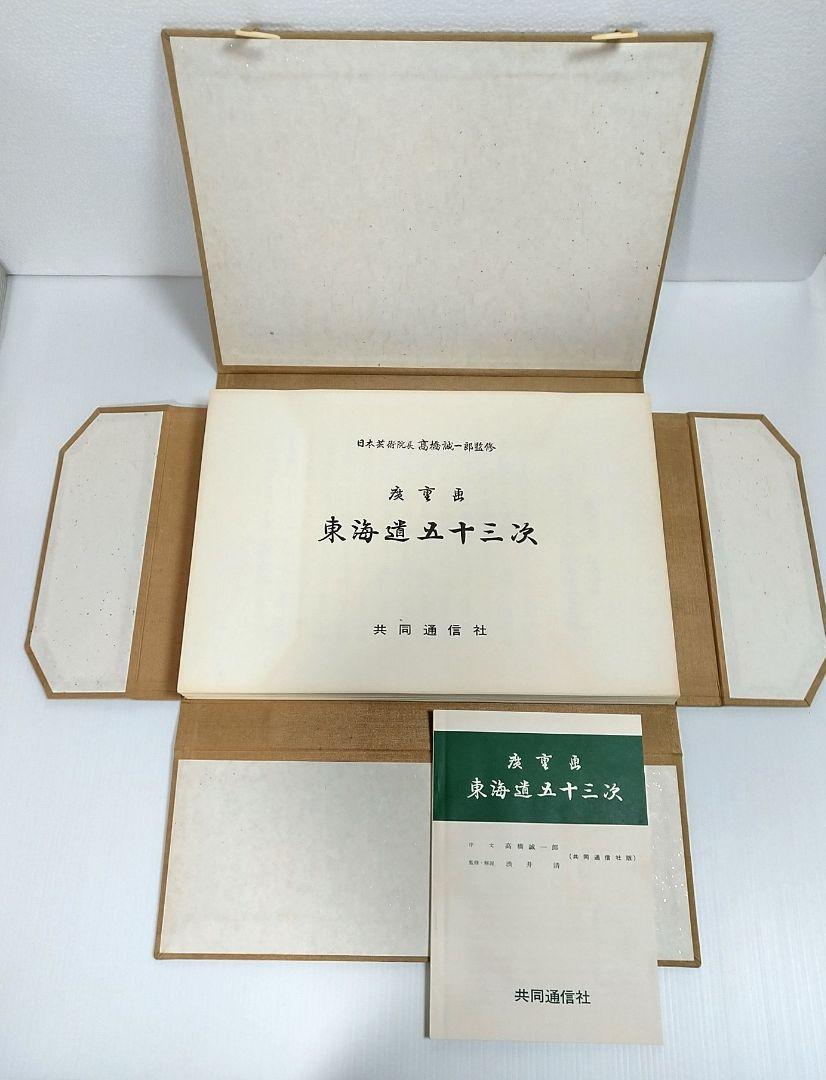 日本芸術院長 高橋誠一郎監修
広重画
東海道五十三次
共同通信社
広重画
東海道五十三次
序文 高橋誠一郎
監修・解説 渋井清
(共同通信社版)
共同通信社